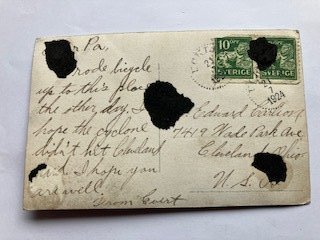 Pa,
I rode bicycle
up to this place
the other day. I
hope the cyclone
didn't hit Cleveland
and I hope you
are well
From Evert
10
SVERIGE
SVERIGE
1924
Edward
7419 Wade Park Ave
Cleveland Ohio
U.S.